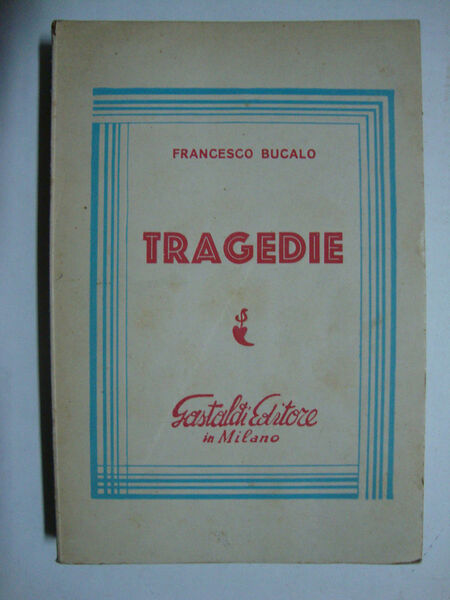 FRANCESCO BUCALO
TRAGEDIE
Gastaldi Editore
in Milano